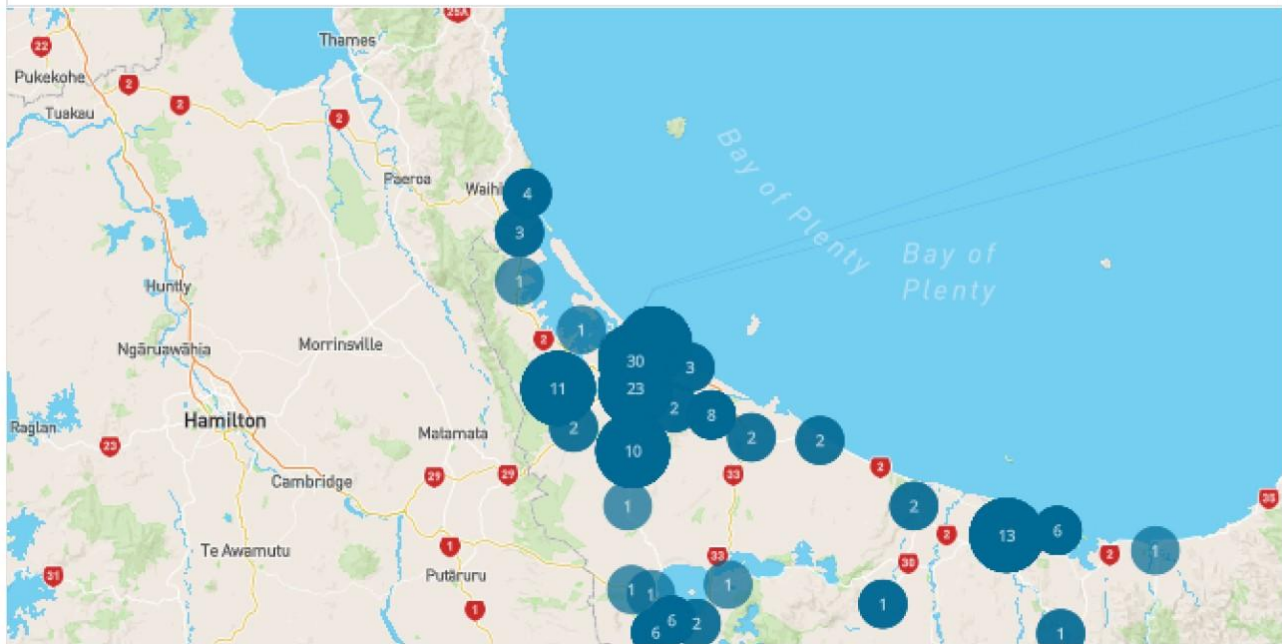 25A
Thames
22
Pukekohe
2
Tuakau
2
2
Paeroa
Waihi
4
3
1
Bay of Plenty
Bay of
Plenty
Huntly
1
2
Ngāruawāhia
Morrinsville
30
3
11
23
2
8
Hamilton
2
2
2
Raglan
23
Matamata
10
29
29
33
2
Cambridge
1
2
35
2
13
6
Te Awamutu
1
33
2
1
30
31
Putāruru
1
1
1
1
1
6
2
6
1